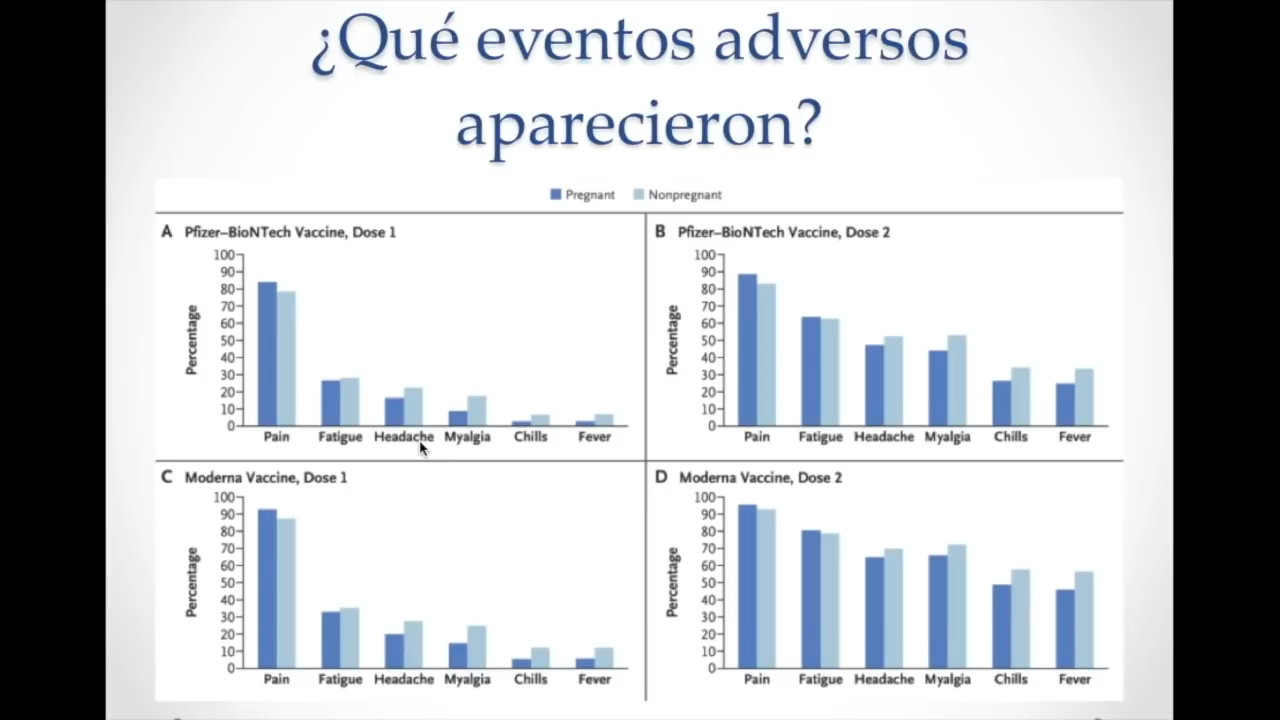 ¿Qué eventos adversos
aparecieron?
Pregnant Nonpregnant
A Pfizer–BioNTech Vaccine, Dose 1
100
90
80
70
60
50
40
30
20
10
0
Percentage
Pain Fatigue Headache Myalgia Chills Fever
B Pfizer–BioNTech Vaccine, Dose 2
100
90
80
70
60
50
40
30
20
10
0
Percentage
Pain Fatigue Headache Myalgia Chills Fever
C Moderna Vaccine, Dose 1
100
90
80
70
60
50
40
30
20
10
0
Percentage
Pain Fatigue Headache Myalgia Chills Fever
D Moderna Vaccine, Dose 2
100
90
80
70
60
50
40
30
20
10
0
Percentage
Pain Fatigue Headache Myalgia Chills Fever